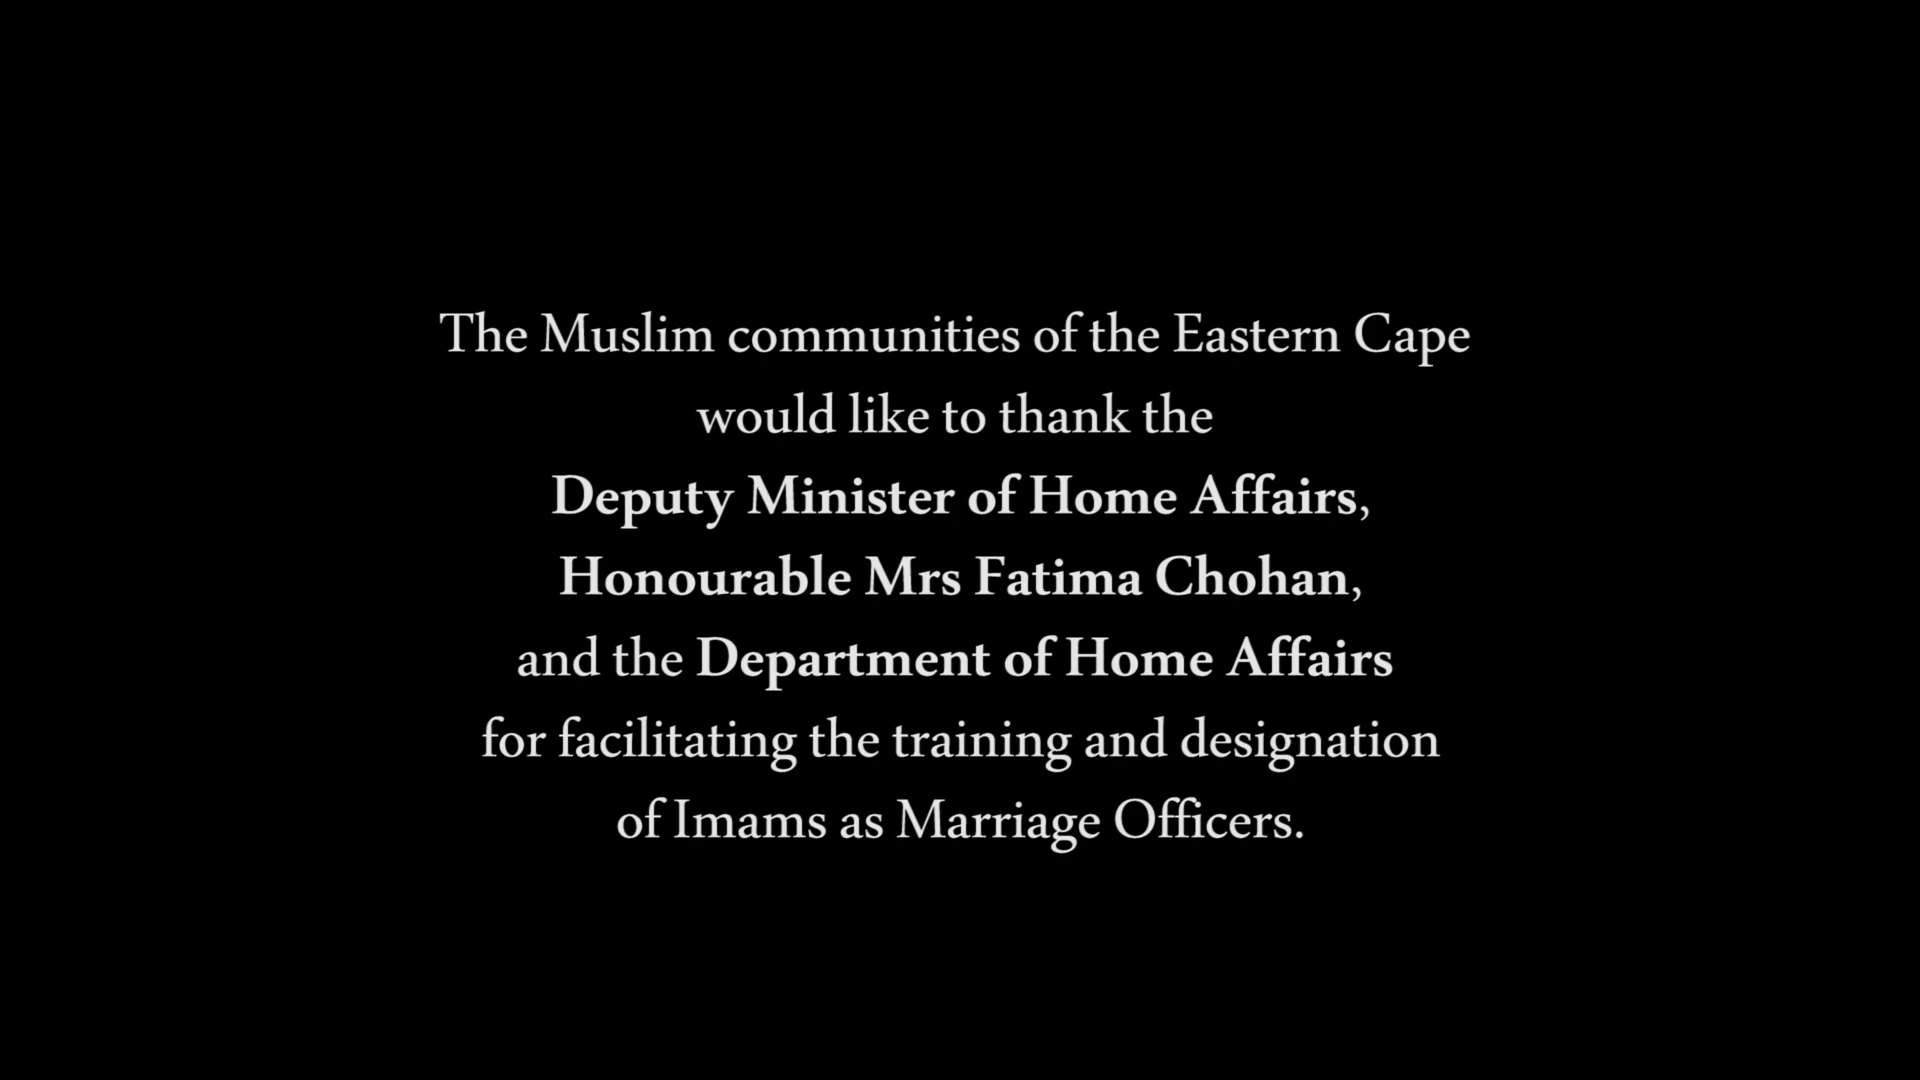 The Muslim communities of the Eastern Cape
would like to thank the
Deputy Minister of Home Affairs,
Honourable Mrs Fatima Chohan,
and the Department of Home Affairs
for facilitating the training and designation
of Imams as Marriage Officers.